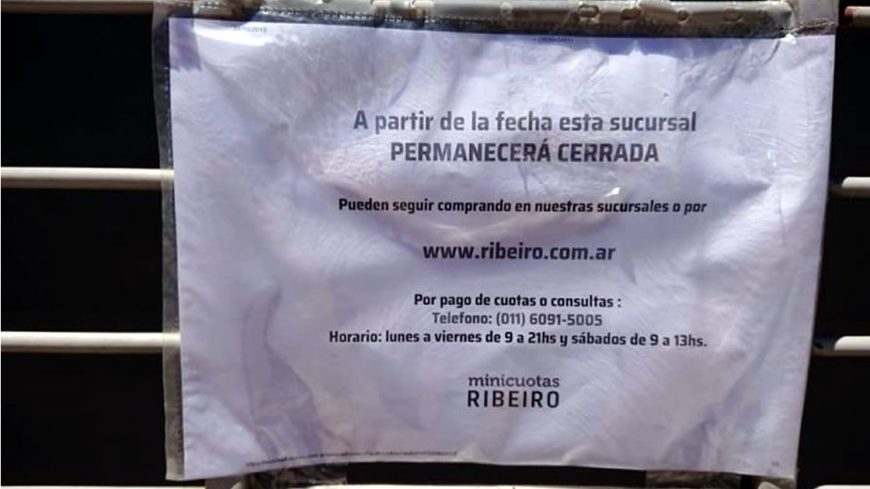 A partir de la fecha esta sucursal
PERMANECERÁ CERRADA
Pueden seguir comprando en nuestras sucursales o por
www.ribeiro.com.ar
Por pago de cuotas o consultas :
Telefono: (011) 6091-5005
Horario: lunes a viernes de 9 a 21hs y sábados de 9 a 13hs.
minicuotas
RIBEIRO